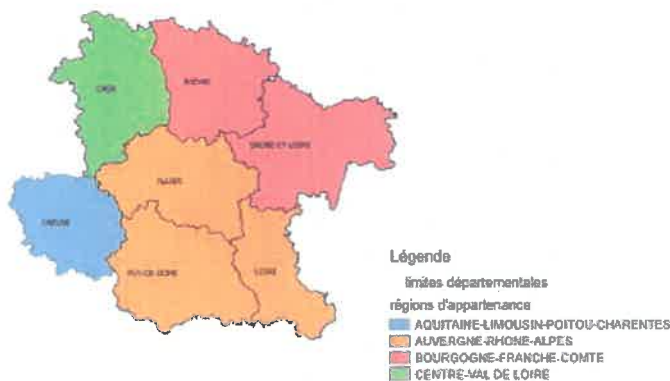 CHER
NIEVRE
SAONE-ET-LOIRE
ALLIER
CREUSE
PUY-DE-DOME
LOIRE
Légende
limites départementales
régions d'appartenance
AQUITAINE-LIMOUSIN-POITOU-CHARENTES
AUVERGNE-RHONE-ALPES
BOURGOGNE-FRANCHE-COMTE
CENTRE-VAL DE LOIRE